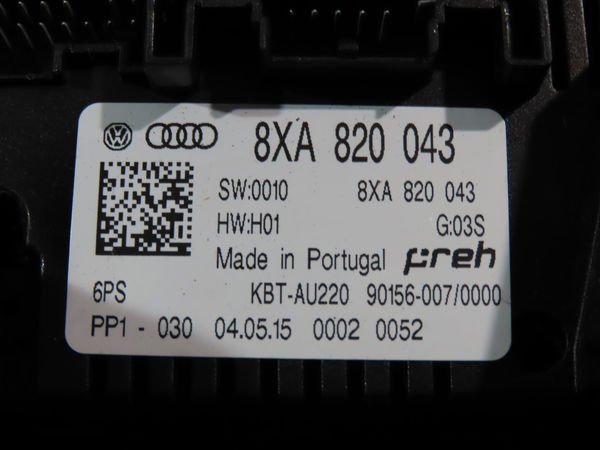 8XA 820 043
SW:0010 8XA 820 043
HW:H01 G:03S
Made in Portugal preh
6PS KBT-AU220 90156-007/0000
PP1 - 030 04.05.15 0002 0052